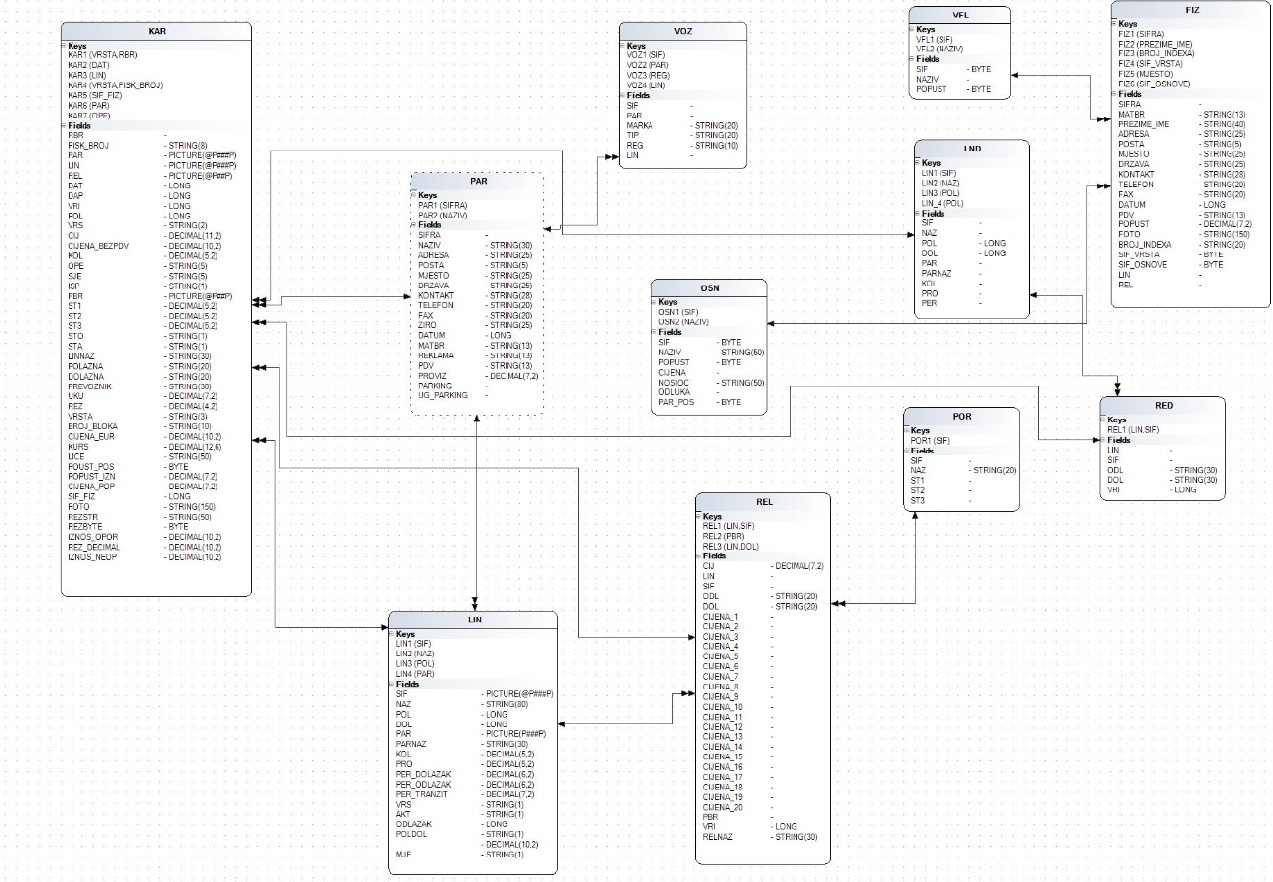 KAR
Keys
KAR1 (VRSTA,RBR)
KAR2 (DAT)
KAR3 (LIN)
KAR4 (VRSTA,FISK_BROJ)
KAR5 (SIF_FIZ)
KAR6 (PAR)
KAR7 (OPE)
Fields
RBR -
FISK_BROJ - STRING(8)
PAR - PICTURE(@P###P)
LIN - PICTURE(@P###P)
REL - PICTURE(@P##P)
DAT - LONG
DAP - LONG
VRI - LONG
POL - LONG
VRS - STRING(2)
CIJ - DECIMAL(11,2)
CIJENA_BEZPDV - DECIMAL(10,2)
KOL - DECIMAL(5,2)
OPE - STRING(5)
SJE - STRING(5)
ISP - STRING(1)
PBR - PICTURE(@P##P)
ST1 - DECIMAL(5,2)
ST2 - DECIMAL(5,2)
ST3 - DECIMAL(5,2)
STO - STRING(1)
STA - STRING(1)
LINNAZ - STRING(30)
POLAZNA - STRING(20)
DOLAZNA - STRING(20)
PREVOZNIK - STRING(30)
UKU - DECIMAL(7,2)
REZ - DECIMAL(4,2)
VRSTA - STRING(3)
BROJ_BLOKA - STRING(10)
CIJENA_EUR - DECIMAL(10,2)
KURS - DECIMAL(12,6)
LICE - STRING(50)
POUST_POS - BYTE
POPUST_IZN - DECIMAL(7,2)
CIJENA_POP DECIMAL(7,2)
SIF_FIZ - LONG
FOTO - STRING(150)
REZSTR - STRING(50)
REZBYTE - BYTE
IZNOS_OPOR - DECIMAL(10,2)
REZ_DECIMAL - DECIMAL(10,2)
IZNOS_NEOP - DECIMAL(10,2)
PAR
Keys
PAR1 (SIFRA)
PAR2 (NAZIV)
Fields
SIFRA -
NAZIV - STRING(30)
ADRESA - STRING(25)
POSTA - STRING(5)
MJESTO - STRING(25)
DRZAVA - STRING(25)
KONTAKT - STRING(28)
TELEFON - STRING(20)
FAX - STRING(20)
ZIRO - STRING(25)
DATUM - LONG
MATBR - STRING(13)
REKLAMA - STRING(13)
PDV - STRING(13)
PROVIZ - DECIMAL(7,2)
PARKING -
UG_PARKING -
LIN
Keys
LIN1 (SIF)
LIN2 (NAZ)
LIN3 (POL)
LIN4 (PAR)
Fields
SIF - PICTURE(@P###P)
NAZ - STRING(80)
POL - LONG
DOL - LONG
PAR - PICTURE(P###P)
PARNAZ - STRING(30)
KOL - DECIMAL(5,2)
PRO - DECIMAL(5,2)
PER_DOLAZAK - DECIMAL(6,2)
PER_ODLAZAK - DECIMAL(6,2)
PER_TRANZIT - DECIMAL(7,2)
VRS - STRING(1)
AKT - STRING(1)
ODLAZAK - LONG
POLDOL - STRING(1)
- DECIMAL(10,2)
MJF - STRING(1)
VOZ
Keys
VOZ1 (SIF)
VOZ2 (PAR)
VOZ3 (REG)
VOZ4 (LIN)
Fields
SIF -
PAR -
MARKA - STRING(20)
TIP - STRING(20)
REG - STRING(10)
LIN -
OSN
Keys
OSN1 (SIF)
OSN2 (NAZIV)
Fields
SIF - BYTE
NAZIV STRING(60)
POPUST - BYTE
CIJENA -
NOSIOC - STRING(50)
ODLUKA -
PAR_POS - BYTE
REL
Keys
REL1 (LIN,SIF)
REL2 (PBR)
REL3 (LIN,DOL)
Fields
CIJ - DECIMAL(7,2)
LIN -
SIF -
ODL - STRING(20)
DOL - STRING(20)
CIJENA_1 -
CIJENA_2 -
CIJENA_3 -
CIJENA_4 -
CIJENA_5 -
CIJENA_6 -
CIJENA_7 -
CIJENA_8 -
CIJENA_9 -
CIJENA_10 -
CIJENA_11 -
CIJENA_12 -
CIJENA_13 -
CIJENA_14 -
CIJENA_15 -
CIJENA_16 -
CIJENA_17 -
CIJENA_18 -
CIJENA_19 -
CIJENA_20 -
PBR -
VRI - LONG
RELNAZ - STRING(30)
VFL
Keys
VFL1 (SIF)
VFL2 (NAZIV)
Fields
SIF - BYTE
NAZIV -
POPUST - BYTE
LND
Keys
LIN1 (SIF)
LIN2 (NAZ)
LIN3 (POL)
LIN_4 (POL)
Fields
SIF -
NAZ -
POL - LONG
DOL - LONG
PAR -
PARNAZ -
KOL -
PRO -
PER -
POR
Keys
POR1 (SIF)
Fields
SIF -
NAZ - STRING(20)
ST1 -
ST2 -
ST3 -
FIZ
Keys
FIZ1 (SIFRA)
FIZ2 (PREZIME_IME)
FIZ3 (BROJ_INDEXA)
FIZ4 (SIF_VRSTA)
FIZ5 (MJESTO)
FIZ6 (SIF_OSNOVE)
Fields
SIFRA -
MATBR - STRING(13)
PREZIME_IME - STRING(40)
ADRESA - STRING(25)
POSTA - STRING(5)
MJESTO - STRING(25)
DRZAVA - STRING(25)
KONTAKT - STRING(28)
TELEFON - STRING(20)
FAX - STRING(20)
DATUM - LONG
PDV - STRING(13)
POPUST - DECIMAL(7,2)
FOTO - STRING(150)
BROJ_INDEXA - STRING(20)
SIF_VRSTA - BYTE
SIF_OSNOVE - BYTE
LIN -
REL -
RED
Keys
REL1 (LIN,SIF)
Fields
LIN -
SIF -
ODL - STRING(30)
DOL - STRING(30)
VRI - LONG